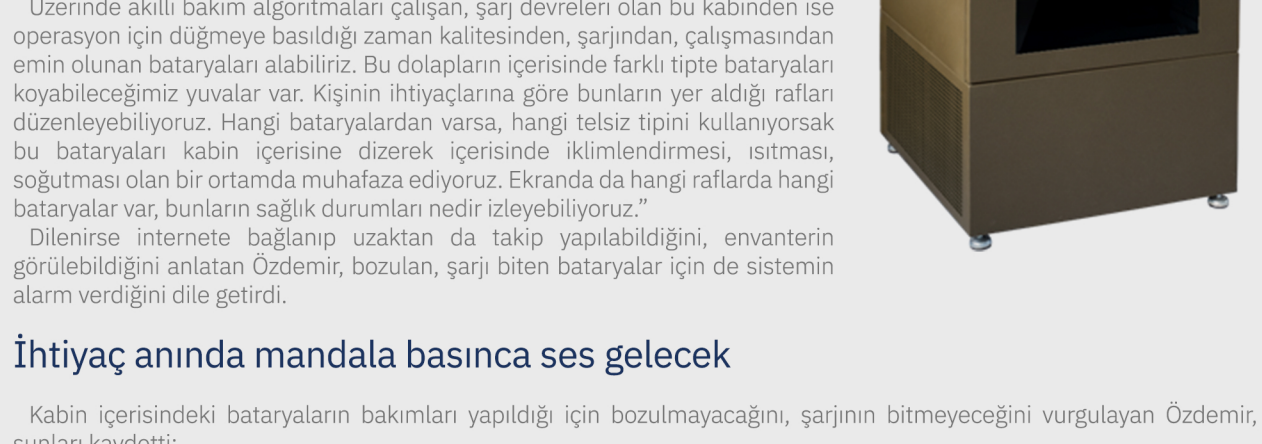 Üzerinde akıllı bakım algoritmaları çalışan, şarj devreleri olan bu kabinden ise
operasyon için düğmeye basıldığı zaman kalitesinden, şarjından, çalışmasından
emin olunan bataryaları alabiliriz. Bu dolapların içerisinde farklı tipte bataryaları
koyabileceğimiz yuvalar var. Kişinin ihtiyaçlarına göre bunların yer aldığı rafları
düzenleyebiliyoruz. Hangi bataryalardan varsa, hangi telsiz tipini kullanıyorsak
bu bataryaları kabin içerisine dizerek içerisinde iklimlendirmesi, ısıtması,
soğutması olan bir ortamda muhafaza ediyoruz. Ekranda da hangi raflarda hangi
bataryalar var, bunların sağlık durumları nedir izleyebiliyoruz.”
Dilenirse internete bağlanıp uzaktan da takip yapılabildiğini, envanterin
görülebildiğini anlatan Özdemir, bozulan, şarjı biten bataryalar için de sistemin
alarm verdiğini dile getirdi.
İhtiyaç anında mandala basınca ses gelecek
Kabin içerisindeki bataryaların bakımları yapıldığı için bozulmayacağını, şarjının bitmeyeceğini vurgulayan Özdemir,
şunları kaydetti: